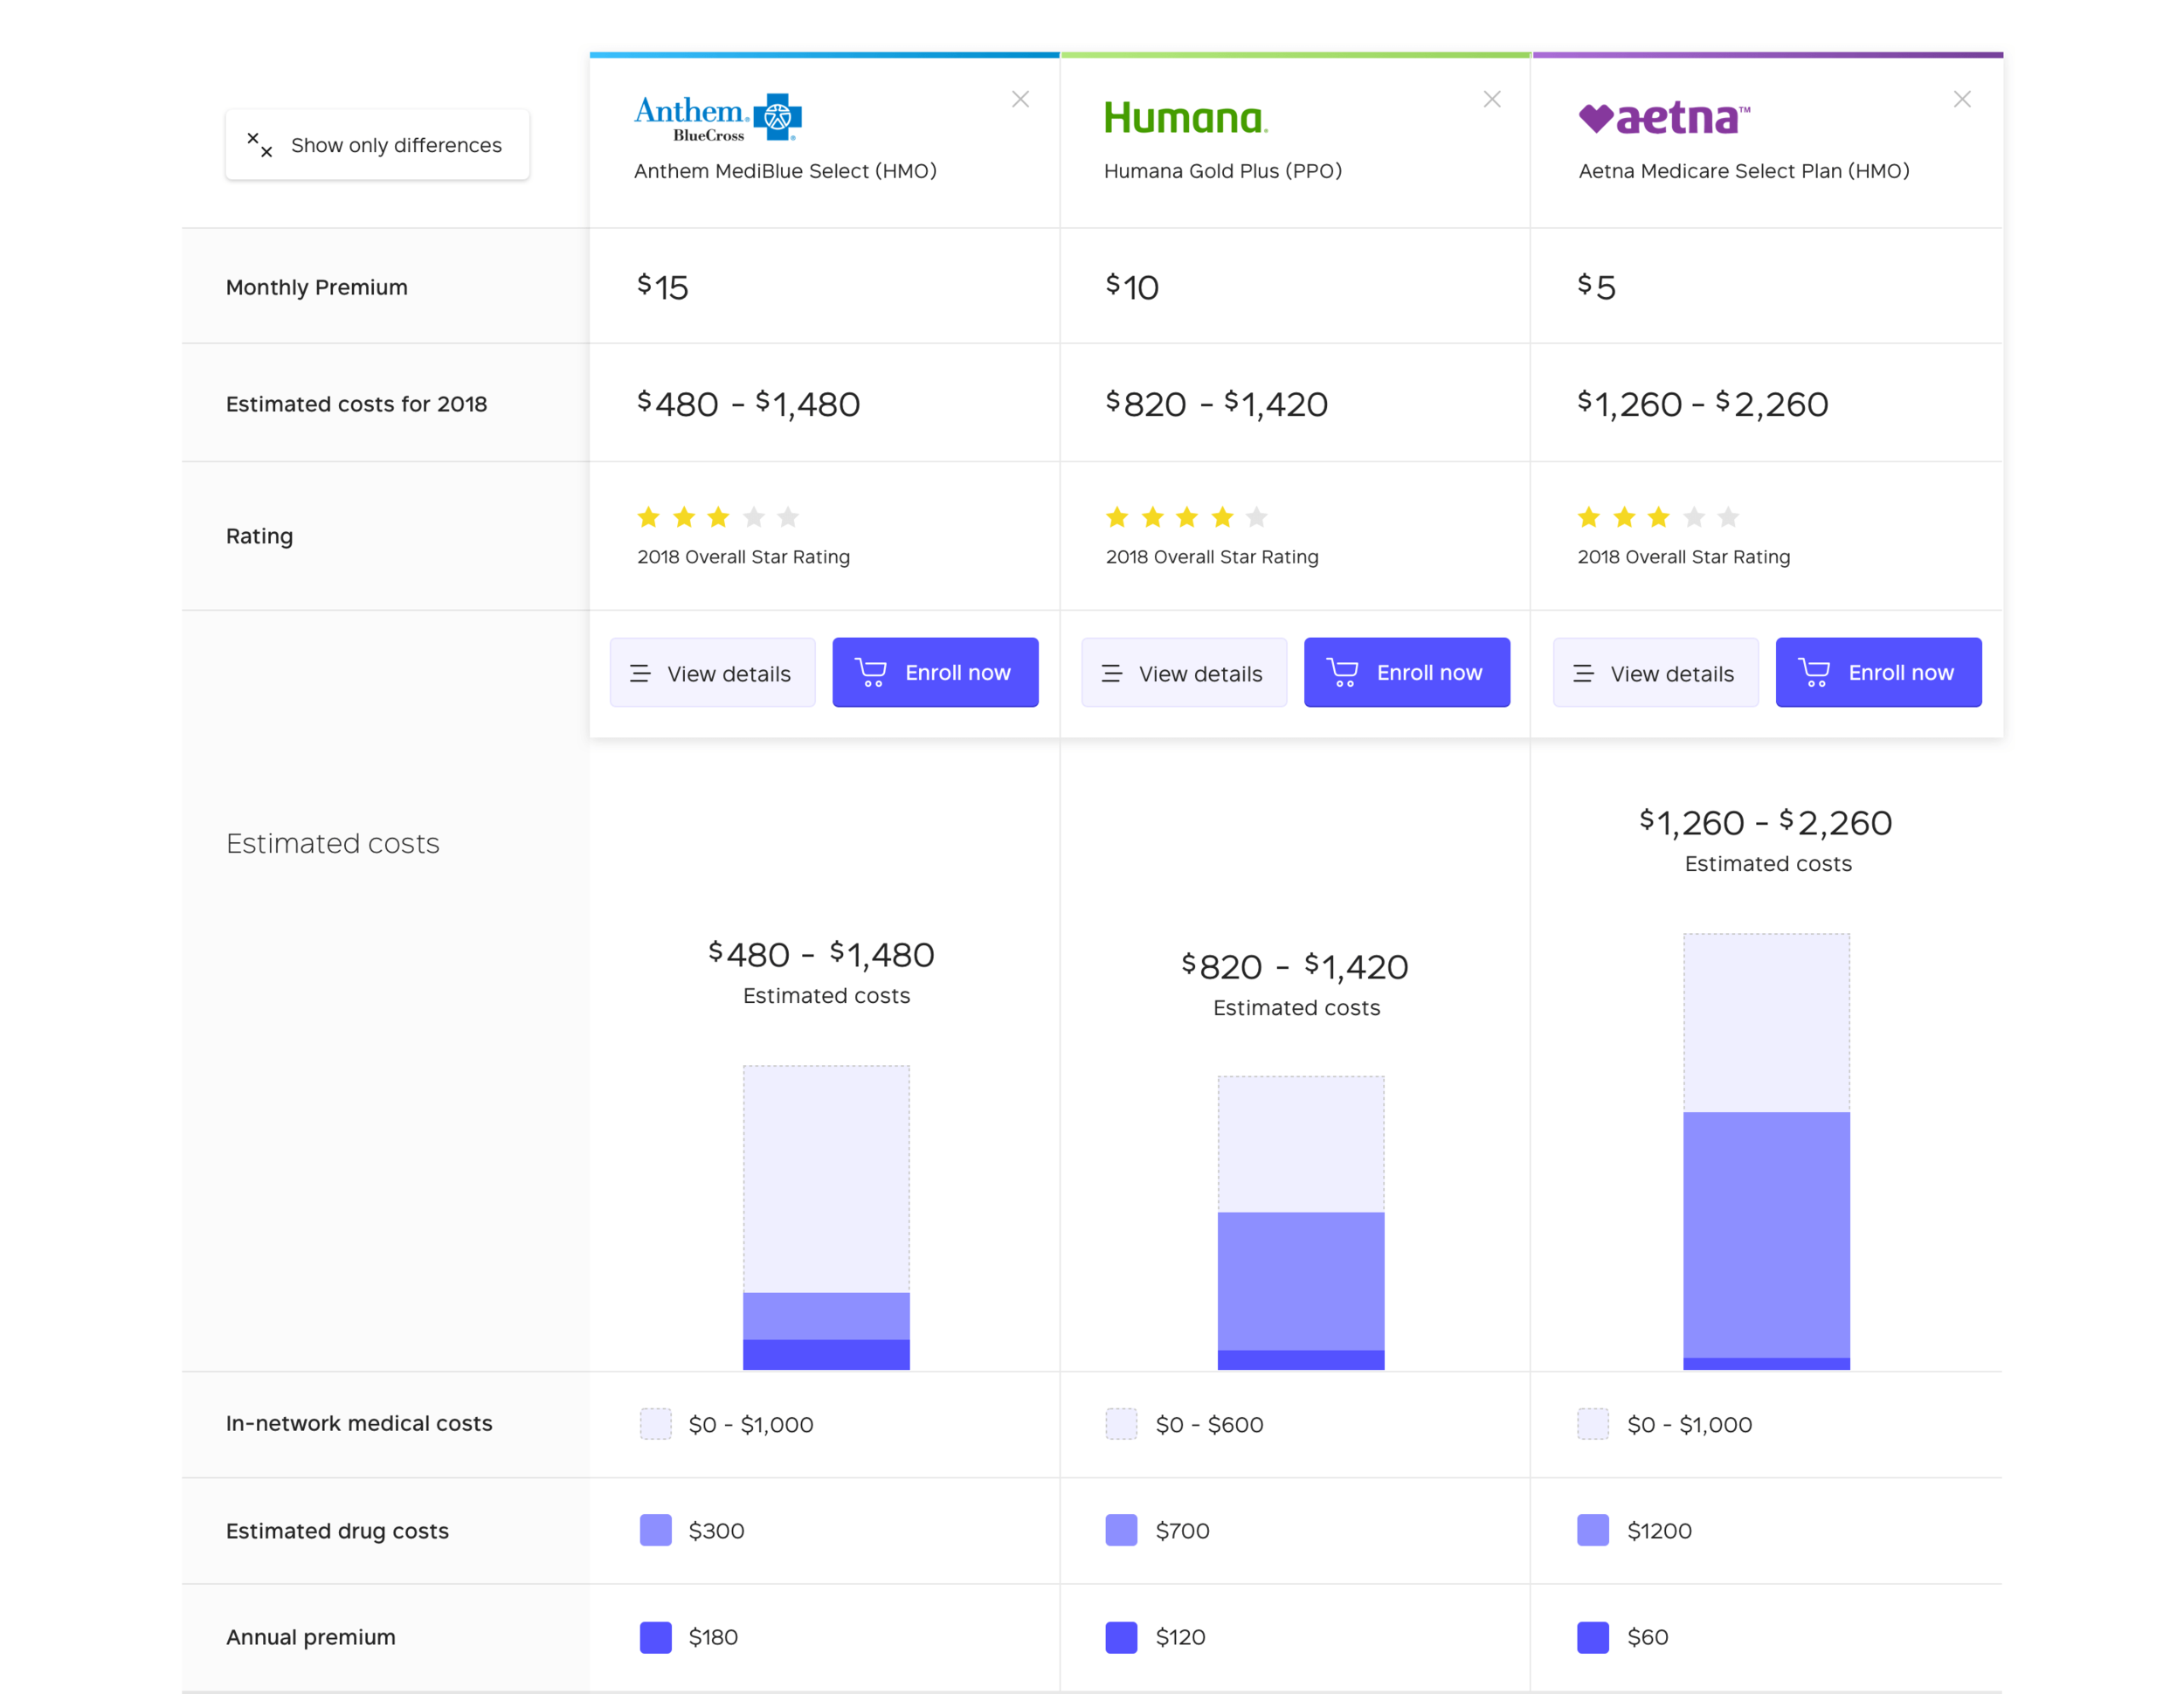 Show only differences
Anthem.® BlueCross ®
Anthem MediBlue Select (HMO)
Humana.
Humana Gold Plus (PPO)
aetna™
Aetna Medicare Select Plan (HMO)
Monthly Premium
$15
$10
$5
Estimated costs for 2018
$480 - $1,480
$820 - $1,420
$1,260 - $2,260
Rating
2018 Overall Star Rating
2018 Overall Star Rating
2018 Overall Star Rating
View details
Enroll now
View details
Enroll now
View details
Enroll now
Estimated costs
$480 - $1,480
Estimated costs
$820 - $1,420
Estimated costs
$1,260 - $2,260
Estimated costs
In-network medical costs
$0 - $1,000
$0 - $600
$0 - $1,000
Estimated drug costs
$300
$700
$1200
Annual premium
$180
$120
$60